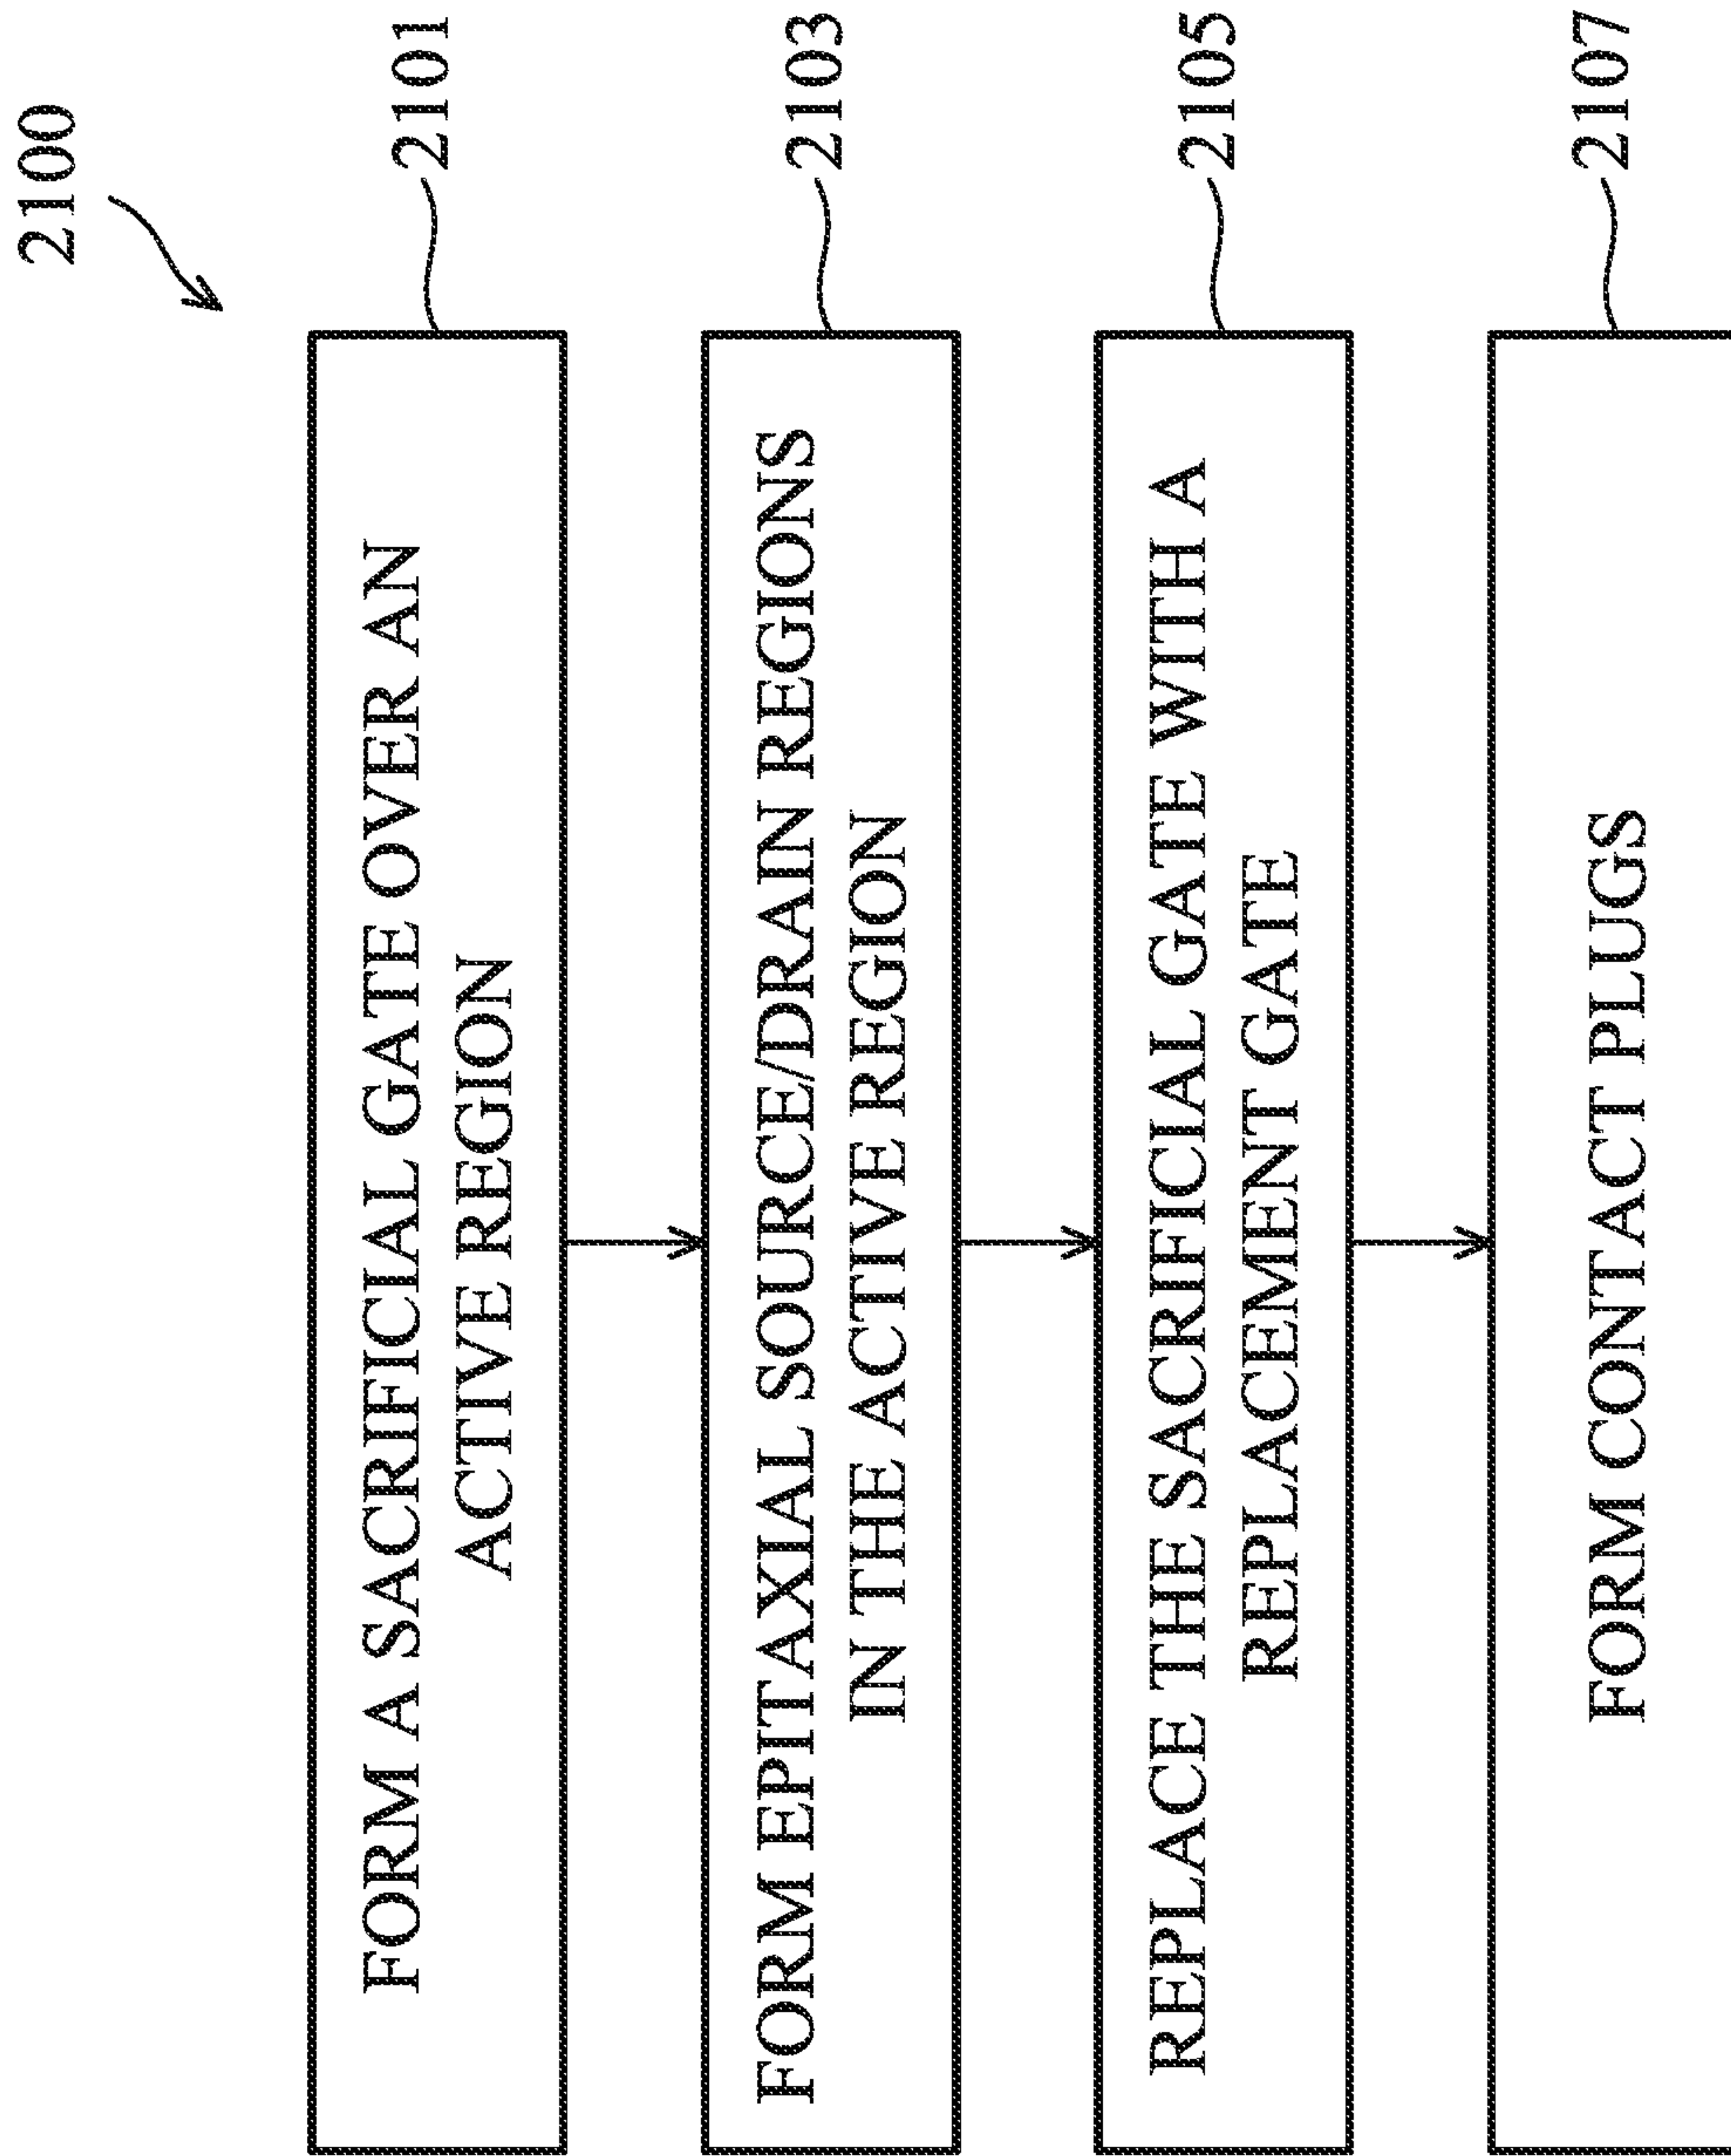 2100
FORM A SACRIFICIAL GATE OVER AN
ACTIVE REGION
2101
FORM EPITAXIAL SOURCE/DRAIN REGIONS
IN THE ACTIVE REGION
2103
REPLACE THE SACRIFICIAL GATE WITH A
REPLACEMENT GATE
2105
FORM CONTACT PLUGS
2107